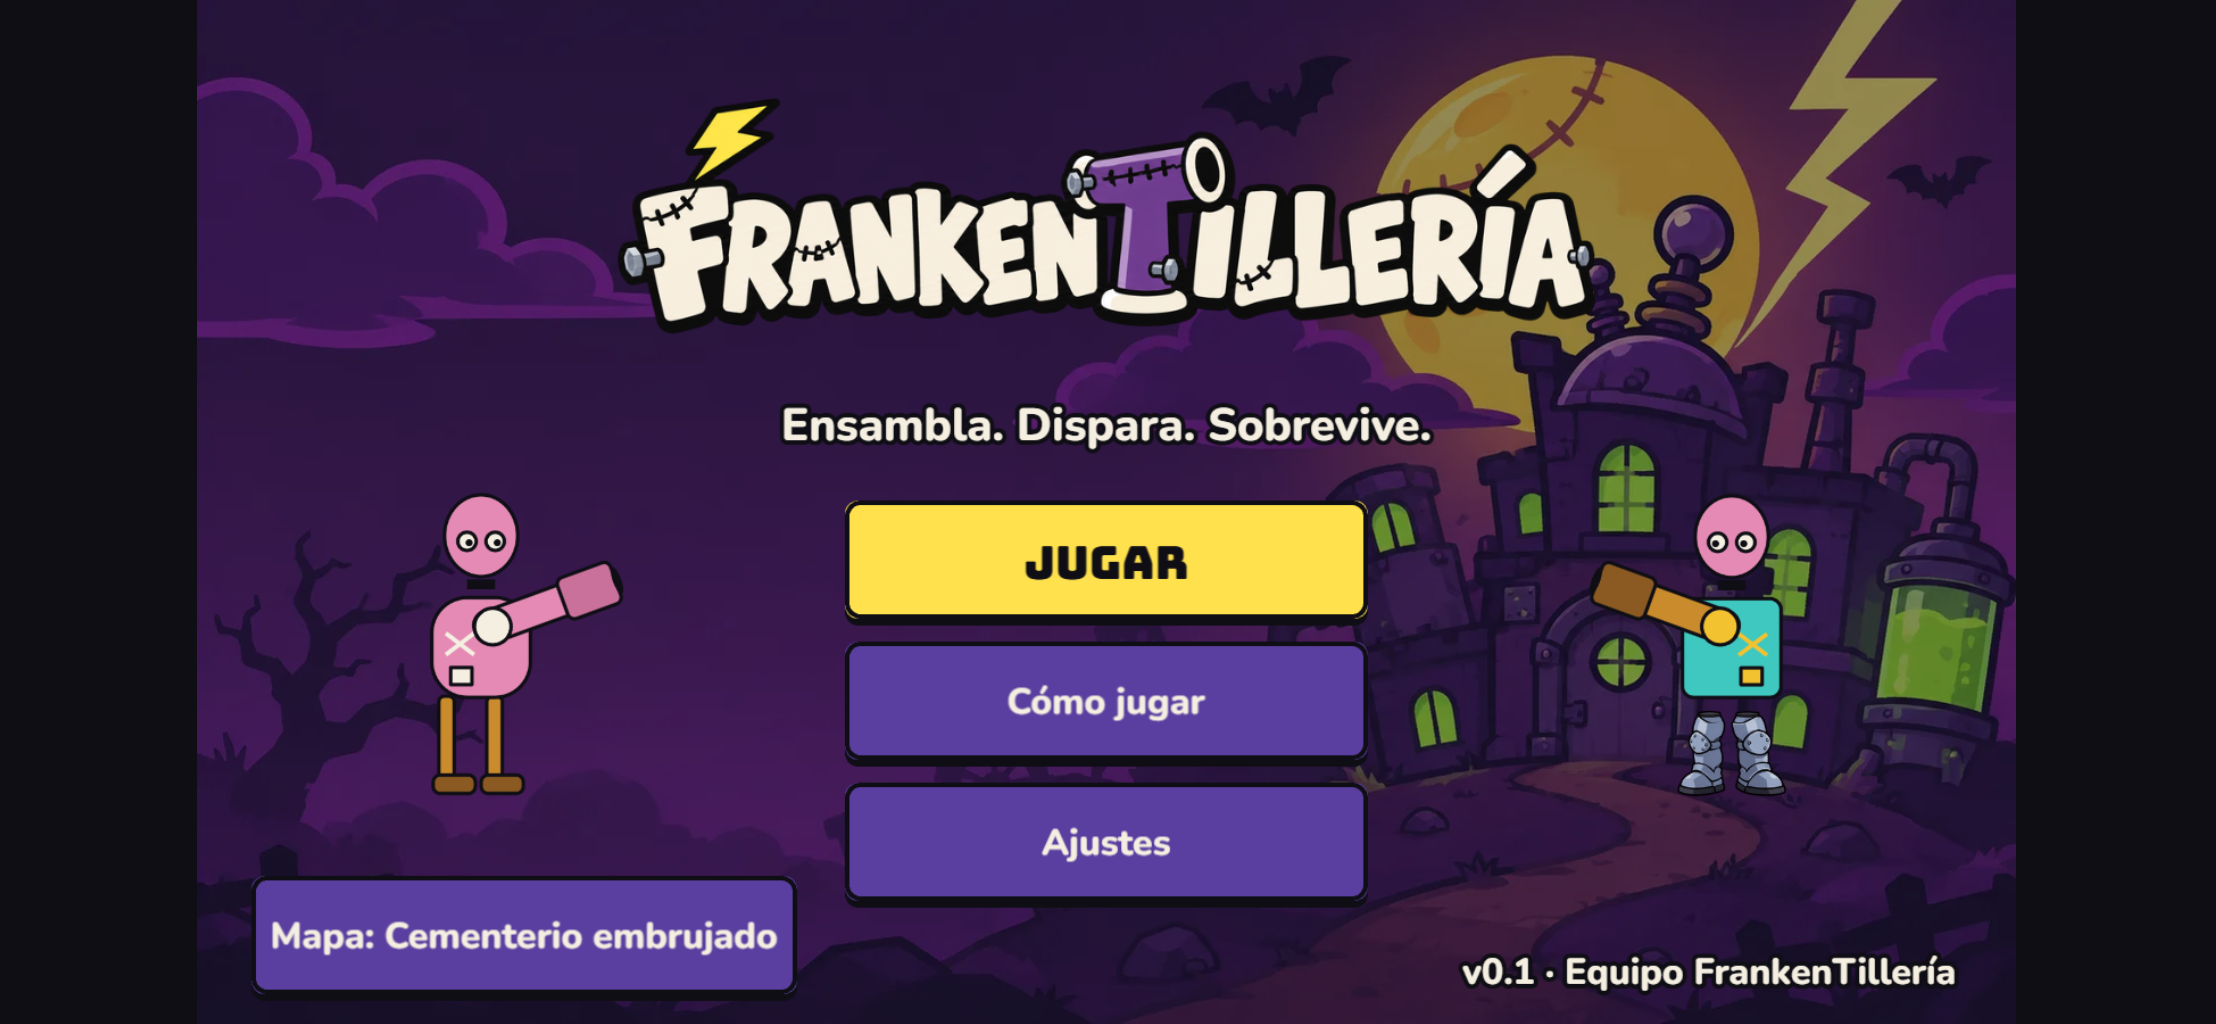 FRANKENTILLERÍA
Ensambla. Dispara. Sobrevive.
JUGAR
Cómo jugar
Ajustes
Mapa: Cementerio embrujado
v0.1 · Equipo FrankenTillería